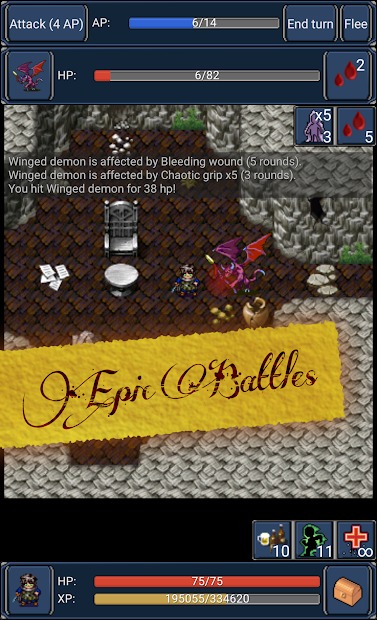 Attack (4 AP) AP: 6/14 End turn Flee
HP: 6/82 2
x5
3 5
Winged demon is affected by Bleeding wound (5 rounds).
Winged demon is affected by Chaotic grip x5 (3 rounds).
You hit Winged demon for 38 hp!
Epic Battles
10 11 ∞
HP: 75/75
XP: 195055/334620